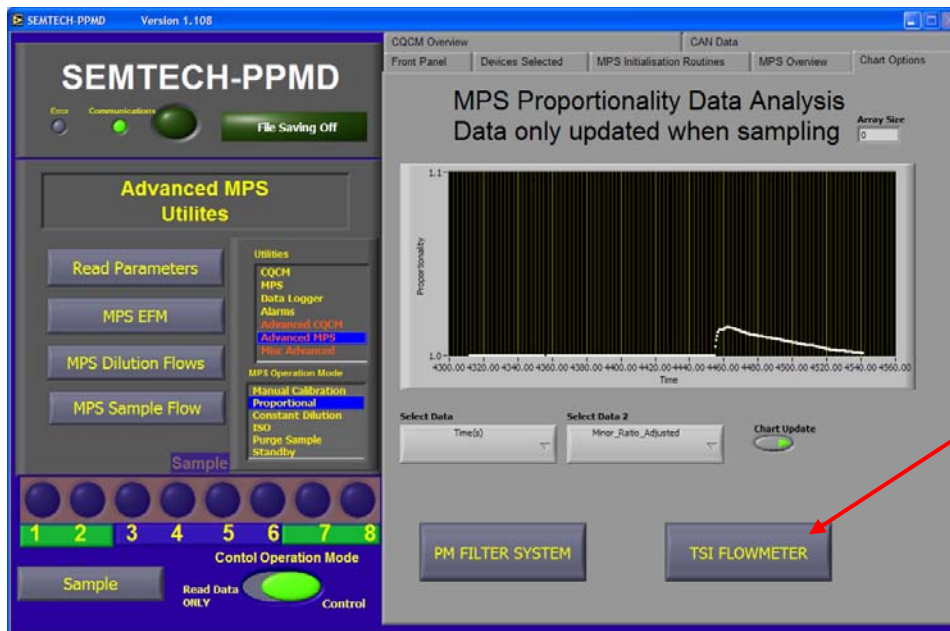 SEMTECH-PPMD Version 1.108
SEMTECH-PPMD
Error Communications
File Saving Off
Advanced MPS
Utilites
Read Parameters
MPS EFM
MPS Dilution Flows
MPS Sample Flow
Utilities
CQCM
MPS
Data Logger
Alarms
Advanced CQCM
Advanced MPS
Misc Advanced
MPS Operation Mode
Manual Calibration
Proportional
Constant Dilution
ISO
Purge Sample
Standby
Sample
1 2 3 4 5 6 7 8
Contol Operation Mode
Sample
Read Data
ONLY
Control
CQCM Overview CAN Data
Front Panel Devices Selected MPS Initialisation Routines MPS Overview Chart Options
MPS Proportionality Data Analysis
Data only updated when sampling
Array Size
0
1.1
Proportionality
1.0
4300.00 4320.00 4340.00 4360.00 4380.00 4400.00 4420.00 4440.00 4460.00 4480.00 4500.00 4520.00 4540.00 4560.00
Time
Select Data Select Data 2
Time(s) Minor_Ratio_Adjusted
Chart Update
PM FILTER SYSTEM
TSI FLOWMETER